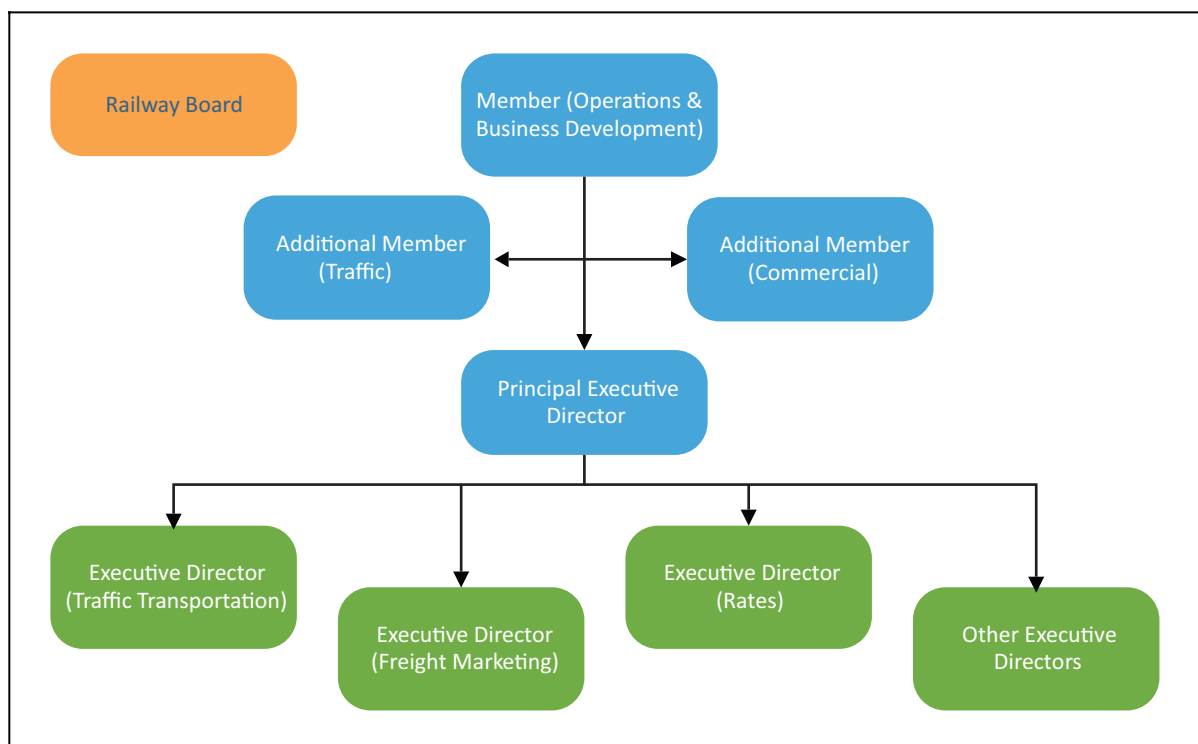 Railway Board
Member (Operations &
Business Development)
Additional Member
(Traffic)
Additional Member
(Commercial)
Principal Executive
Director
Executive Director
(Traffic Transportation)
Executive Director
(Freight Marketing)
Executive Director
(Rates)
Other Executive
Directors